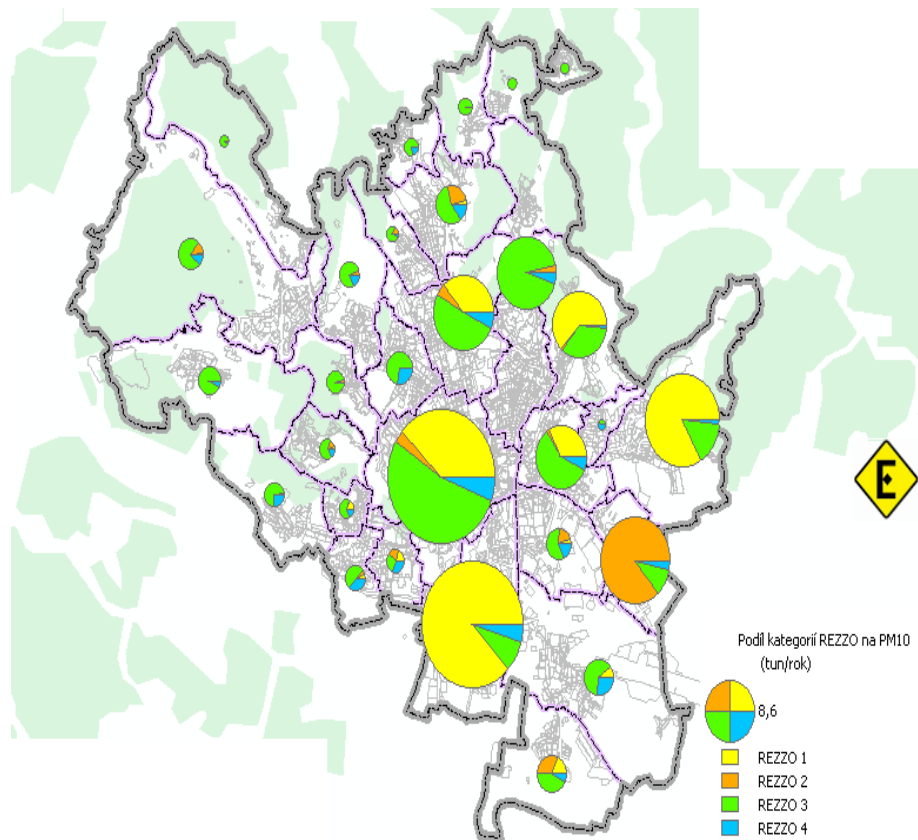 E
Podíl kategorií REZZO na PM10
(tun/rok)
8,6
REZZO 1
REZZO 2
REZZO 3
REZZO 4